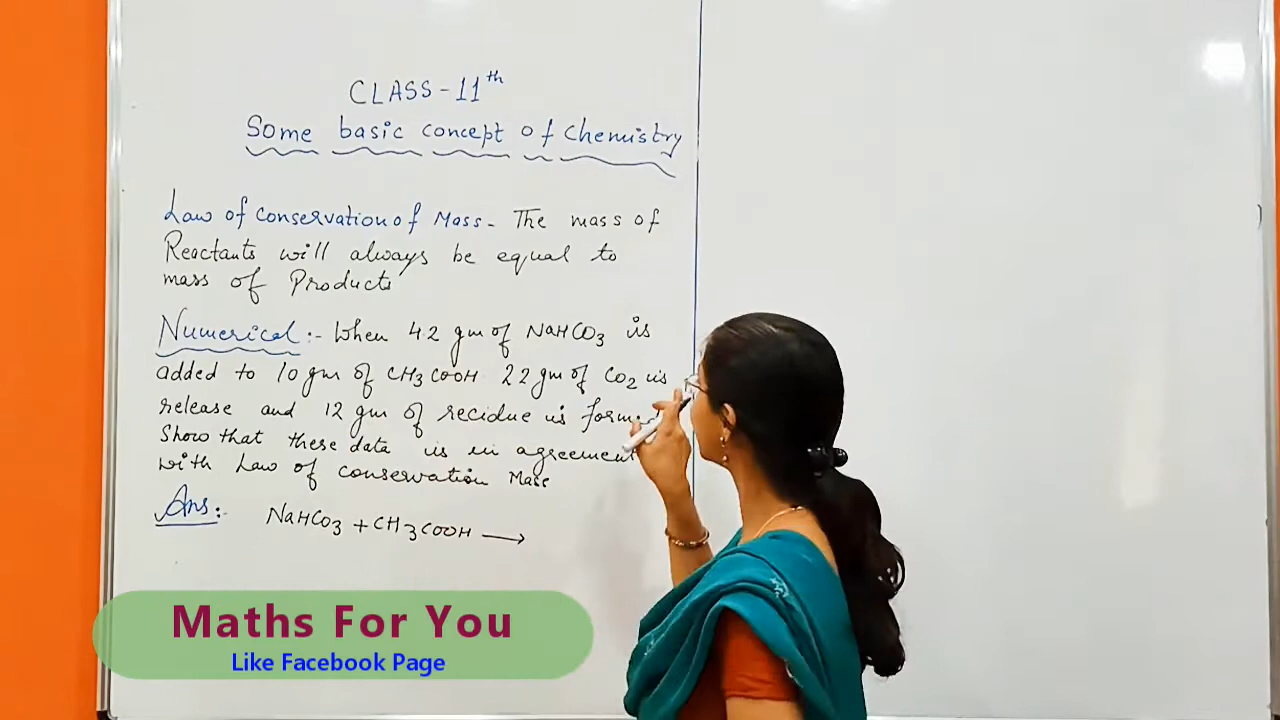 CLASS-11th
Some basic concept of Chemistry
Law of Conservation of Mass - The mass of
Reactants will always be equal to
mass of Products
Numerical :- When 4.2 gm of NaHCO3 is
added to 10 gm of CH3COOH 2.2 gm of CO2 is
release and 12 gm of recidue is form
Show that these data is in agreement
with Law of conservation Mass
Ans :- NaHCO3 + CH3COOH →
Maths For You
Like Facebook Page